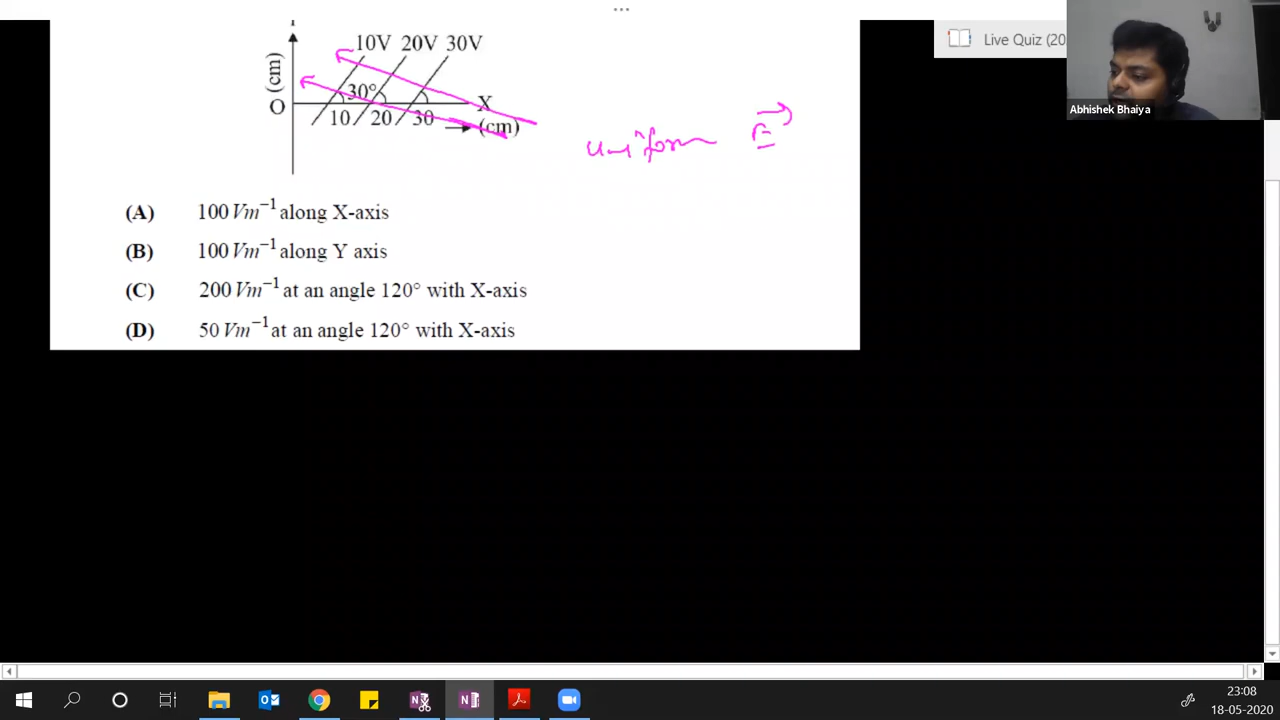 Live Quiz (20
10V 20V 30V
(cm)
30°
O
X
10 20 30
(cm)
uniform E
Abhishek Bhaiya
(A) 100 Vm⁻¹ along X-axis
(B) 100 Vm⁻¹ along Y axis
(C) 200 Vm⁻¹ at an angle 120° with X-axis
(D) 50 Vm⁻¹ at an angle 120° with X-axis
23:08
18-05-2020